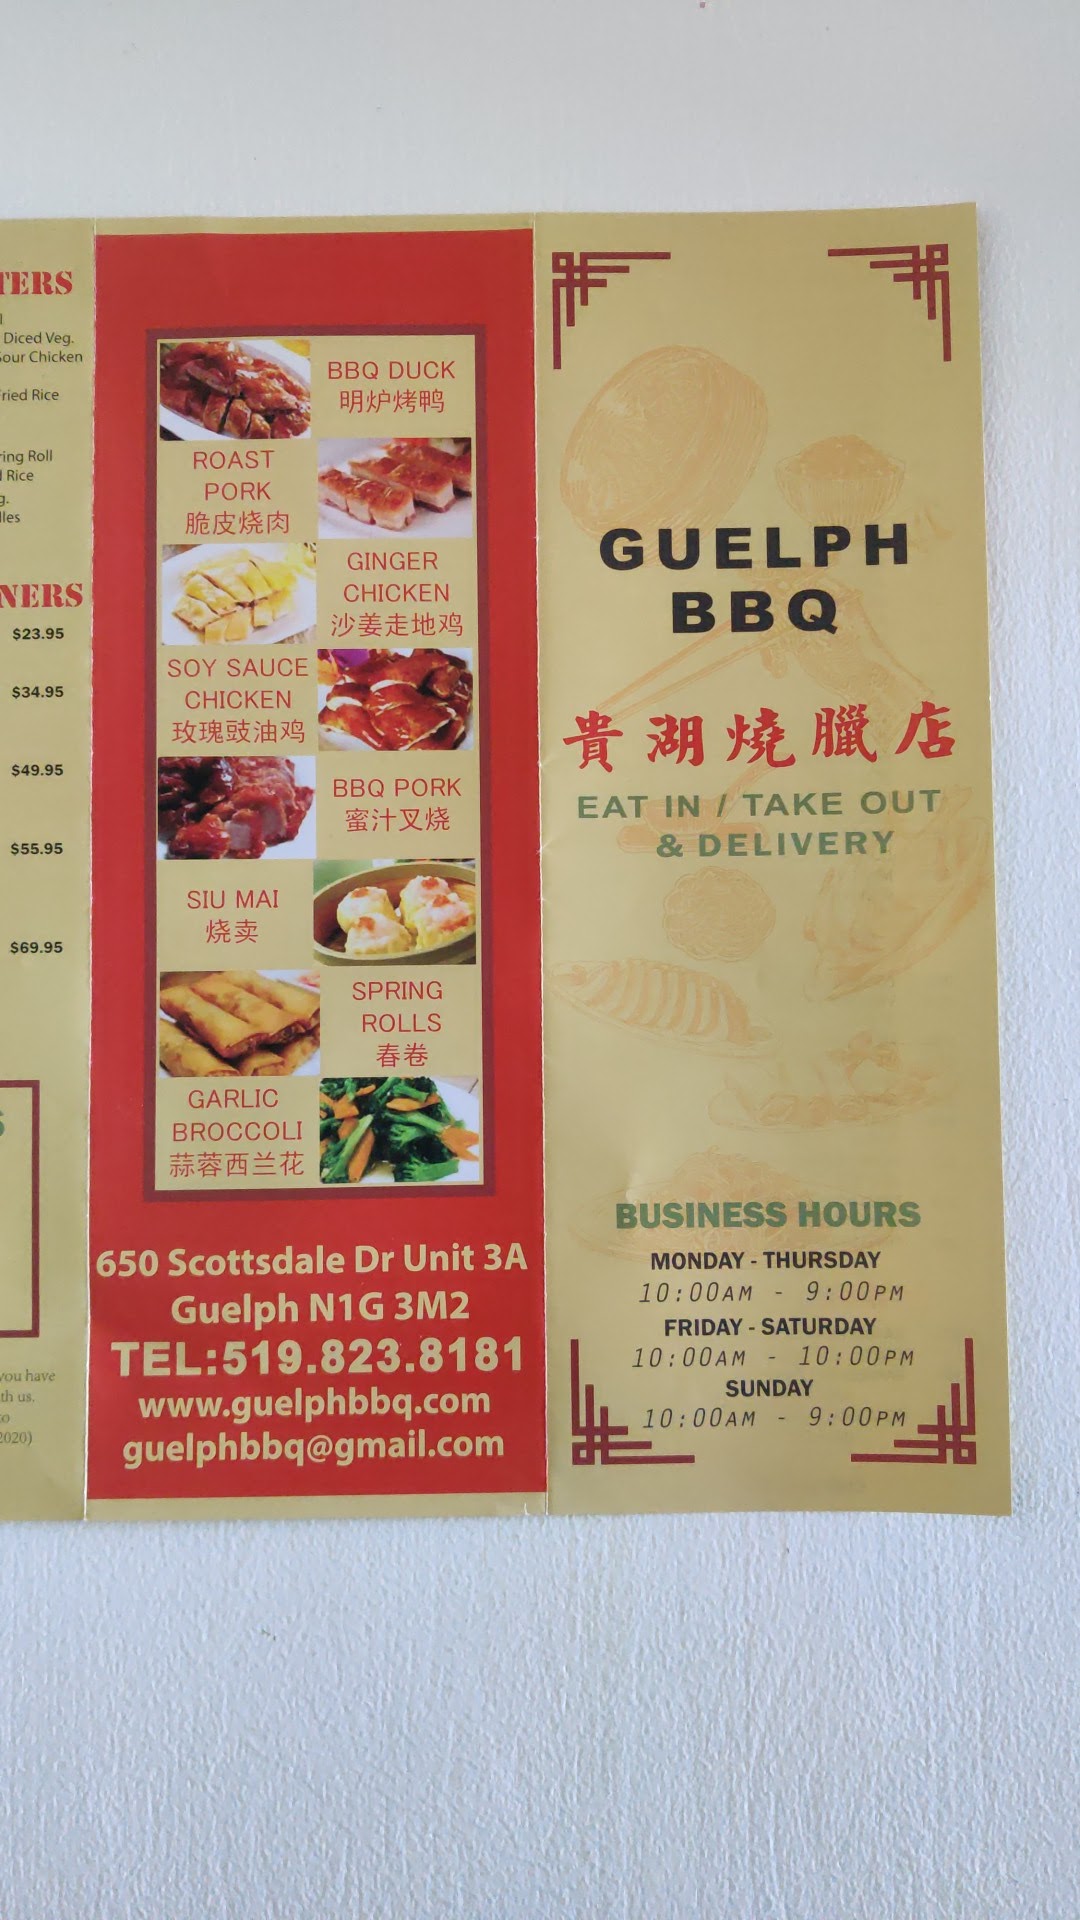 TERS
Diced Veg.
Sour Chicken
Fried Rice
ring Roll
Rice
NERS
$23.95
$34.95
$49.95
$55.95
$69.95
you have
th us.
to
2020)
BBQ DUCK
明炉烤鸭
ROAST
PORK
脆皮烧肉
GINGER
CHICKEN
沙姜走地鸡
SOY SAUCE
CHICKEN
玫瑰豉油鸡
BBQ PORK
蜜汁叉烧
SIU MAI
烧卖
SPRING
ROLLS
春卷
GARLIC
BROCCOLI
蒜蓉西兰花
650 Scottsdale Dr Unit 3A
Guelph N1G 3M2
TEL:519.823.8181
www.guelphbbq.com
guelphbbq@gmail.com
GUELPH
BBQ
貴湖燒臘店
EAT IN / TAKE OUT
& DELIVERY
BUSINESS HOURS
MONDAY - THURSDAY
10:00AM - 9:00PM
FRIDAY - SATURDAY
10:00AM - 10:00PM
SUNDAY
10:00AM - 9:00PM